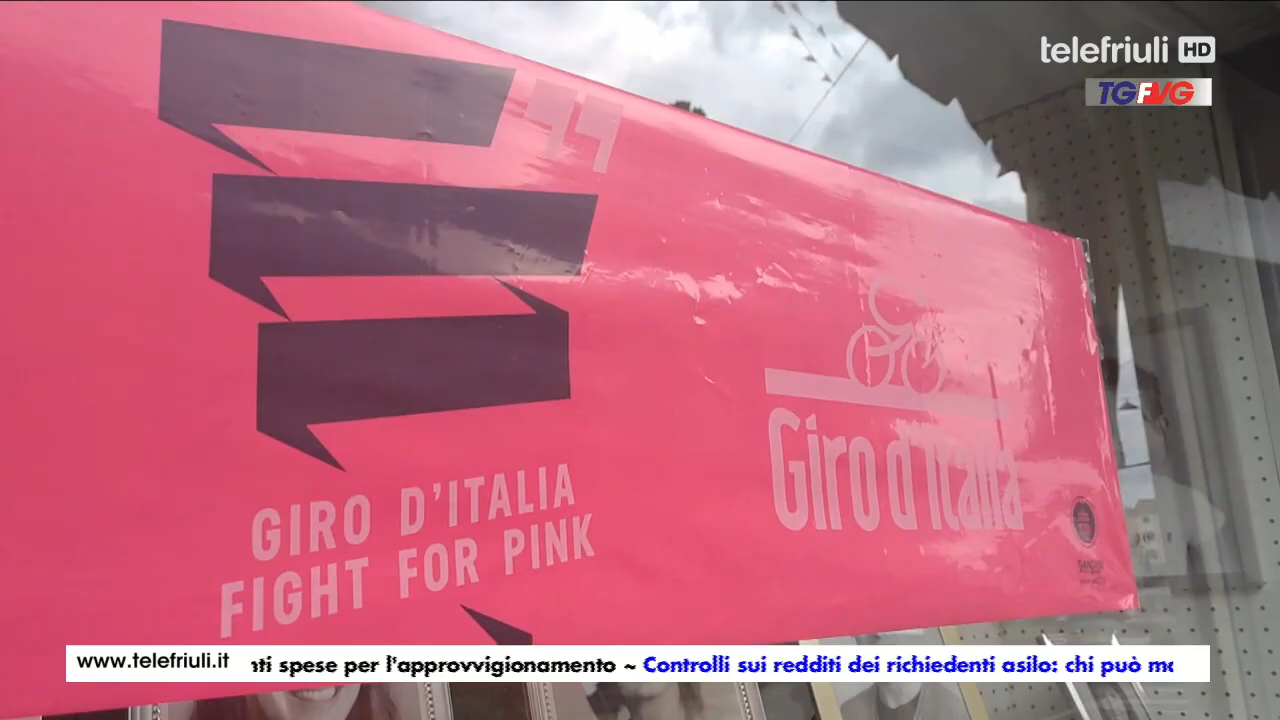 telefriuli HD
TGFVG
GIRO D'ITALIA
FIGHT FOR PINK
Giro d'Italia
www.telefriuli.it
nti spese per l'approvvigionamento ~ Controlli sui redditi dei richiedenti asilo: chi può